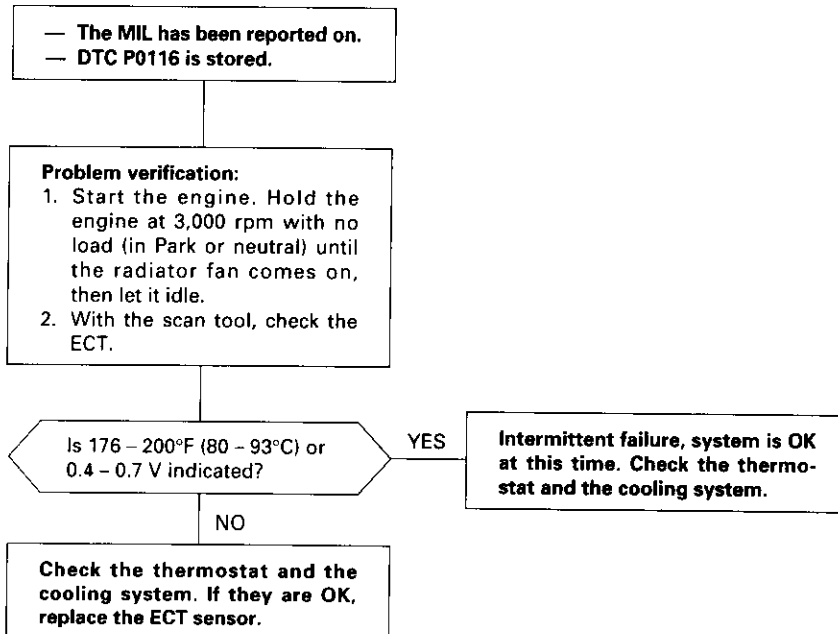 — The MIL has been reported on.
— DTC P0116 is stored.
Problem verification:
1. Start the engine. Hold the
engine at 3,000 rpm with no
load (in Park or neutral) until
the radiator fan comes on,
then let it idle.
2. With the scan tool, check the
ECT.
Is 176 – 200°F (80 – 93°C) or
0.4 – 0.7 V indicated?
YES
Intermittent failure, system is OK
at this time. Check the thermo-
stat and the cooling system.
NO
Check the thermostat and the
cooling system. If they are OK,
replace the ECT sensor.